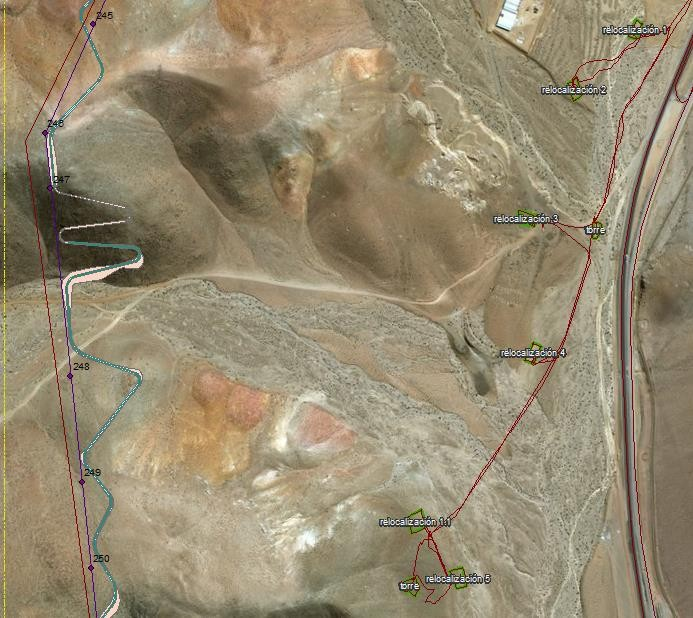 245
relocalización 1
relocalización 2
246
247
relocalización 3
torre
relocalización 4
248
249
relocalización 1.1
250
torre
relocalización 5